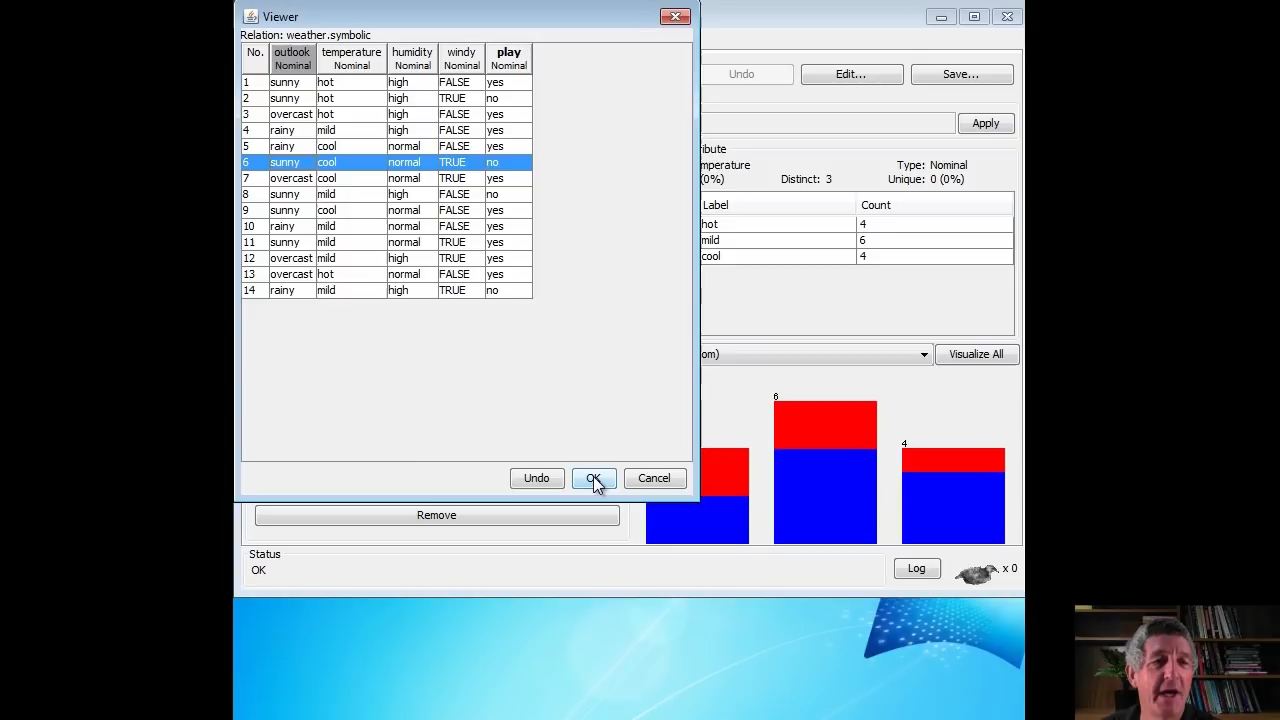 Viewer
Relation: weather.symbolic
No. outlook temperature humidity windy play
Nominal Nominal Nominal Nominal Nominal
1 sunny hot high FALSE yes
2 sunny hot high TRUE no
3 overcast hot high FALSE yes
4 rainy mild high FALSE yes
5 rainy cool normal FALSE yes
6 sunny cool normal TRUE no
7 overcast cool normal TRUE yes
8 sunny mild high FALSE no
9 sunny cool normal FALSE yes
10 rainy mild normal FALSE yes
11 sunny mild normal TRUE yes
12 overcast mild high TRUE yes
13 overcast hot normal FALSE yes
14 rainy mild high TRUE no
Undo OK Cancel
Undo Edit... Save...
Apply
ribute
mperature Type: Nominal
(0%) Distinct: 3 Unique: 0 (0%)
Label Count
hot 4
mild 6
cool 4
om) Visualize All
6
4
Remove
Status
OK
Log x 0